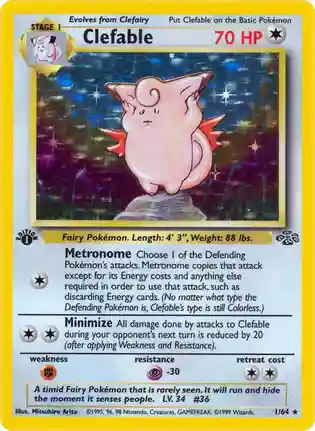 Evolves from Clefairy Put Clefable on the Basic Pokémon
STAGE 1
Clefable 70 HP
EDITION
1
Fairy Pokémon. Length: 4' 3", Weight: 88 lbs.
Metronome Choose 1 of the Defending
Pokémon's attacks. Metronome copies that attack
except for its Energy costs and anything else
required in order to use that attack, such as
discarding Energy cards. (No matter what type the
Defending Pokémon is, Clefable's type is still Colorless.)
Minimize All damage done by attacks to Clefable
during your opponent's next turn is reduced by 20
(after applying Weakness and Resistance).
weakness resistance retreat cost
-30
A timid Fairy Pokémon that is rarely seen. It will run and hide
the moment it senses people. LV. 34 #36
Illus. Mitsuhiro Arita ©1995, 96, 98 Nintendo, Creatures, GAMEFREAK. ©1999 Wizards. 1/64 ★